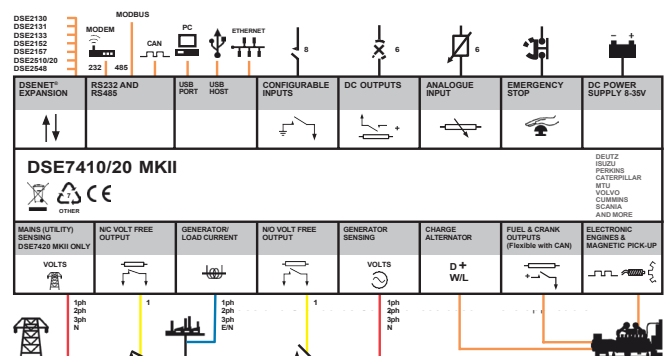 DSE2130
DSE2131
DSE2133
DSE2152
DSE2157
DSE2510/20
DSE2548
MODEM
MODBUS
232
485
CAN
PC
ETHERNET
8
6
6
– +
DSENET®
EXPANSION
RS232 AND
RS485
USB
PORT
USB
HOST
CONFIGURABLE
INPUTS
DC OUTPUTS
ANALOGUE
INPUT
EMERGENCY
STOP
DC POWER
SUPPLY 8-35V
+
DSE7410/20 MKII
7
OTHER
CE
DEUTZ
ISUZU
PERKINS
CATERPILLAR
MTU
VOLVO
CUMMINS
SCANIA
AND MORE
MAINS (UTILITY)
SENSING
DSE7420 MKII ONLY
N/C VOLT FREE
OUTPUT
GENERATOR/
LOAD CURRENT
N/O VOLT FREE
OUTPUT
GENERATOR
SENSING
CHARGE
ALTERNATOR
FUEL & CRANK
OUTPUTS
(Flexible with CAN)
ELECTRONIC
ENGINES &
MAGNETIC PICK-UP
VOLTS
VOLTS
D+
W/L
+
1ph
2ph
3ph
N
1
1ph
2ph
3ph
E/N
1
1ph
2ph
3ph
N